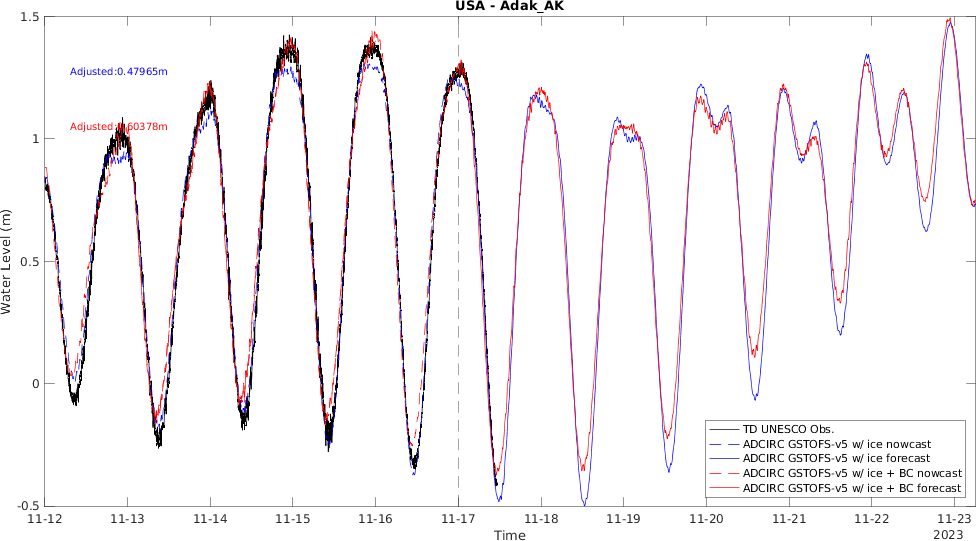 USA - Adak_AK
1.5
Adjusted:0.47965m
Adjusted:0.60378m
1
0.5
0
-0.5
Water Level (m)
TD UNESCO Obs.
ADCIRC GSTOFS-v5 w/ ice nowcast
ADCIRC GSTOFS-v5 w/ ice forecast
ADCIRC GSTOFS-v5 w/ ice + BC nowcast
ADCIRC GSTOFS-v5 w/ ice + BC forecast
11-12 11-13 11-14 11-15 11-16 11-17 11-18 11-19 11-20 11-21 11-22 11-23
Time
2023